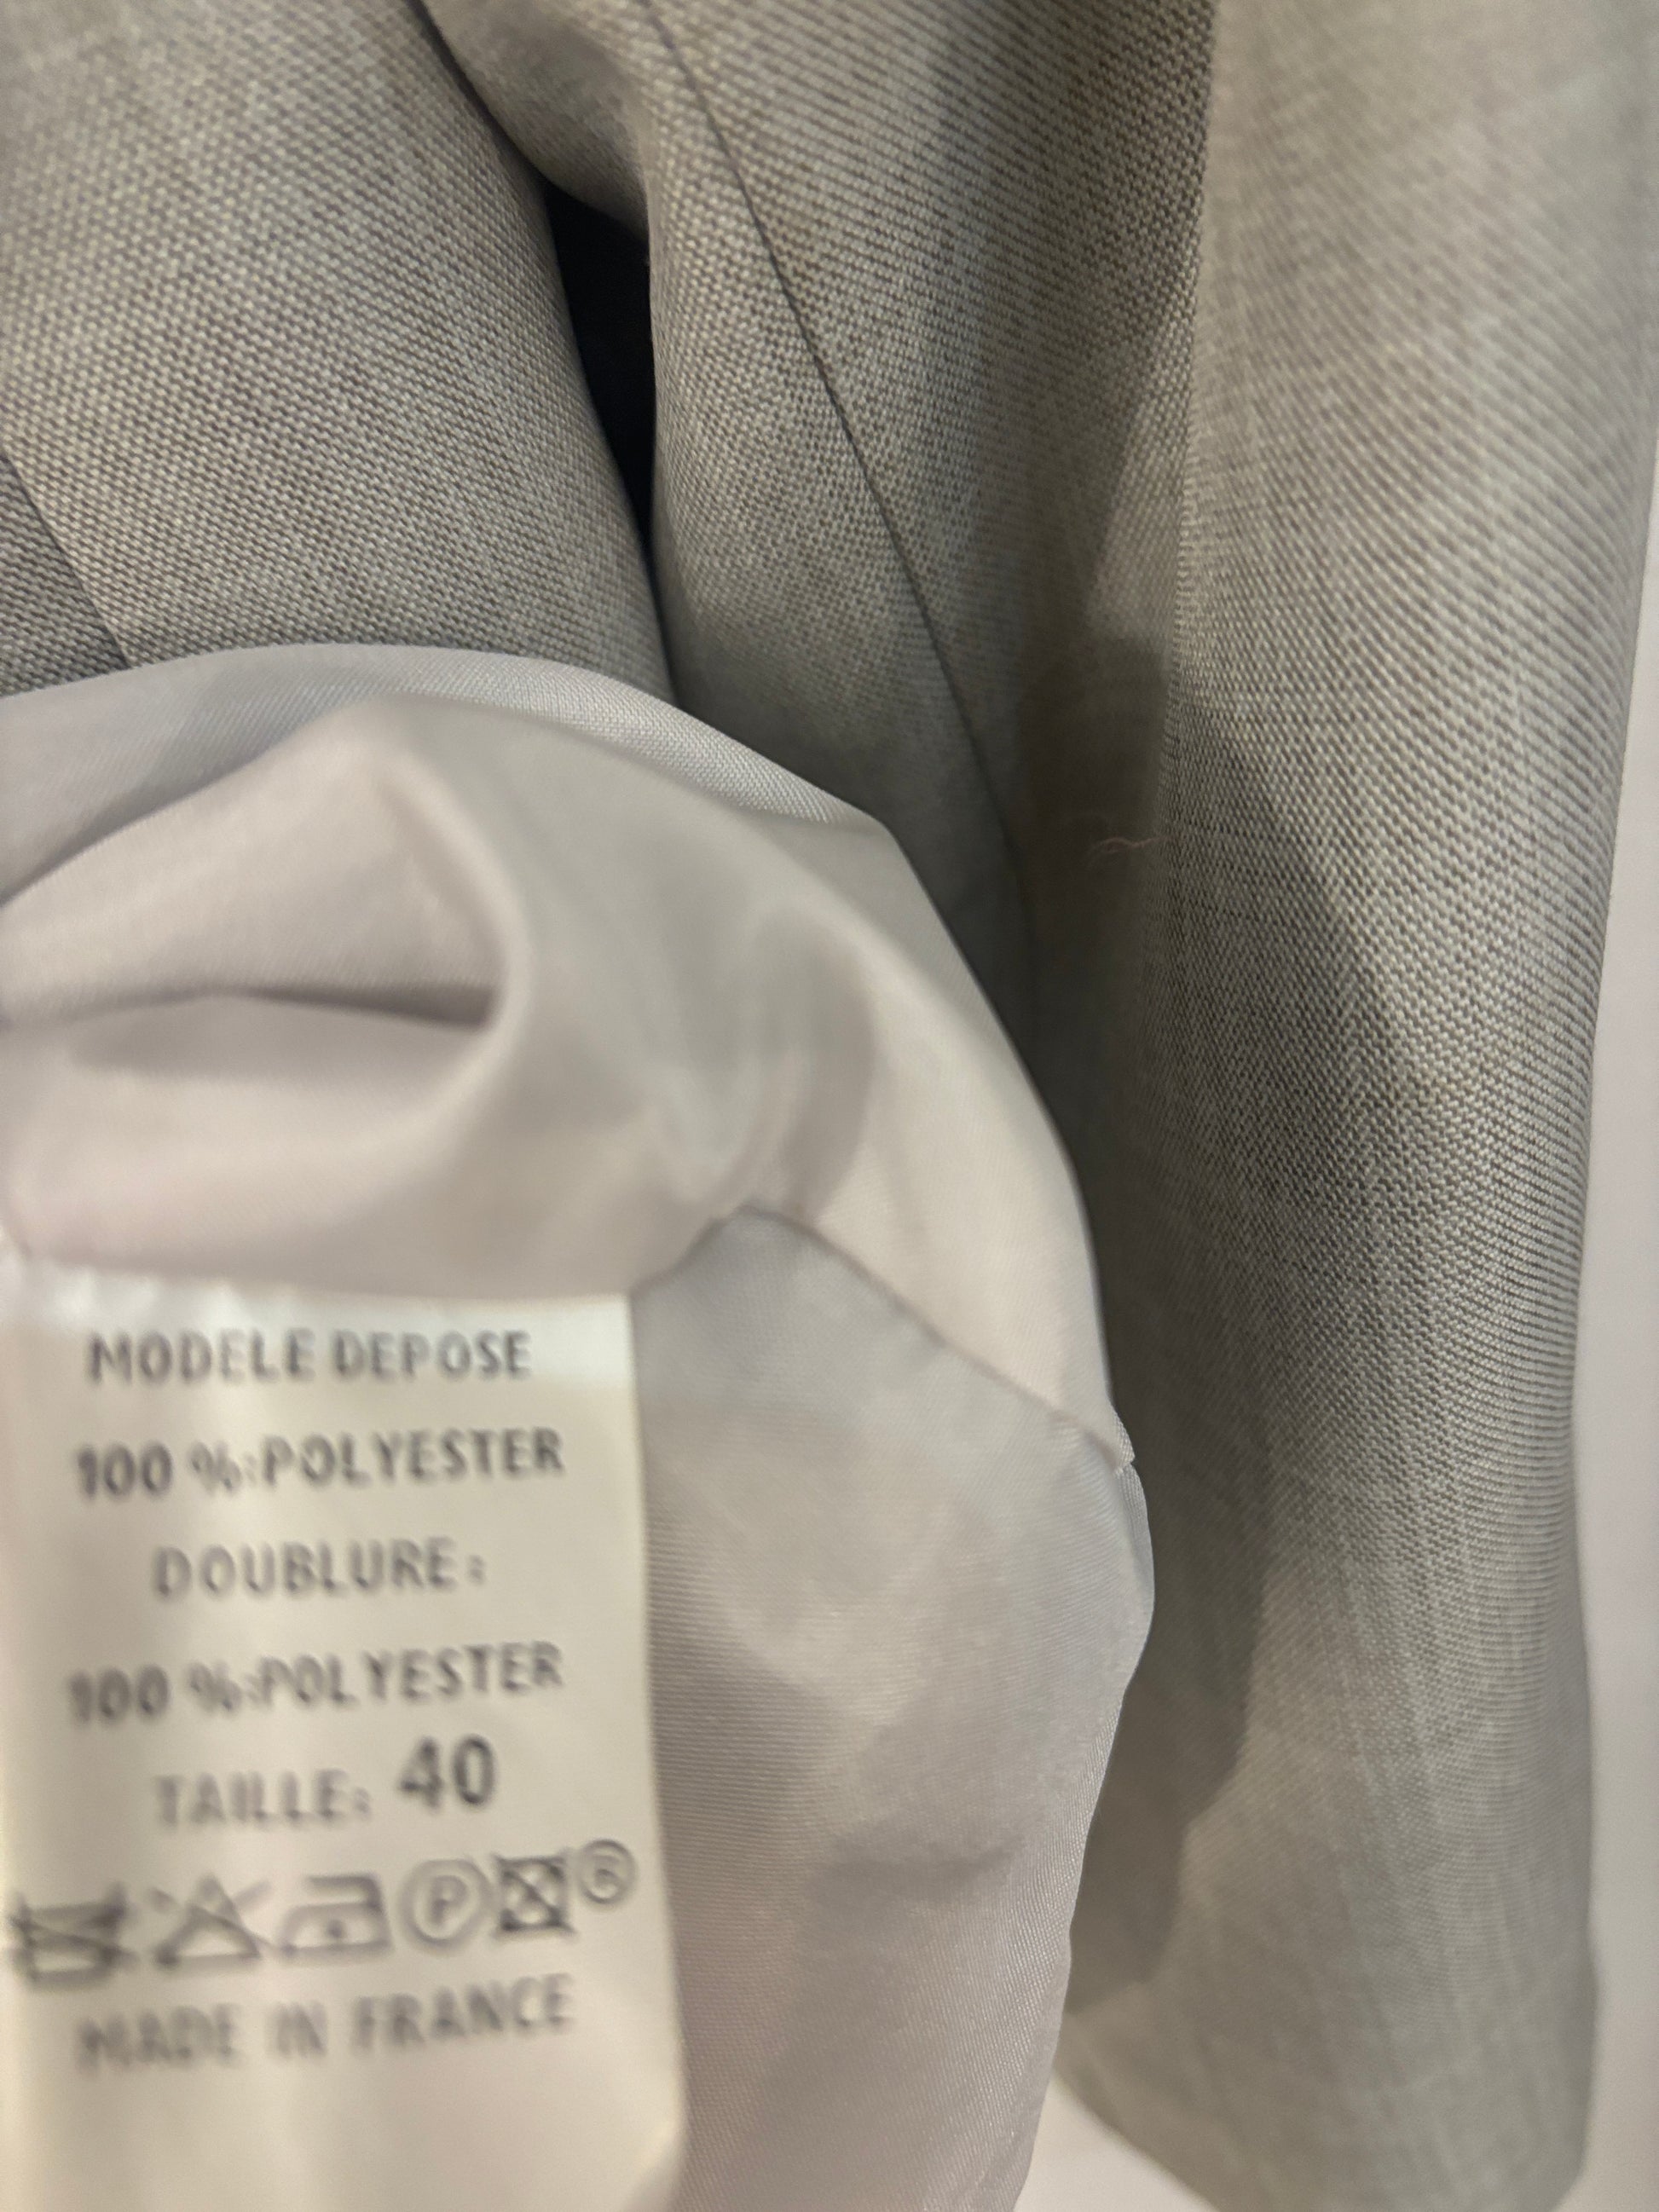 MODELE DEPOSE
100 %:POLYESTER
DOUBLURE:
100 %:POLYESTER
TAILLE: 40
P
MADE IN FRANCE